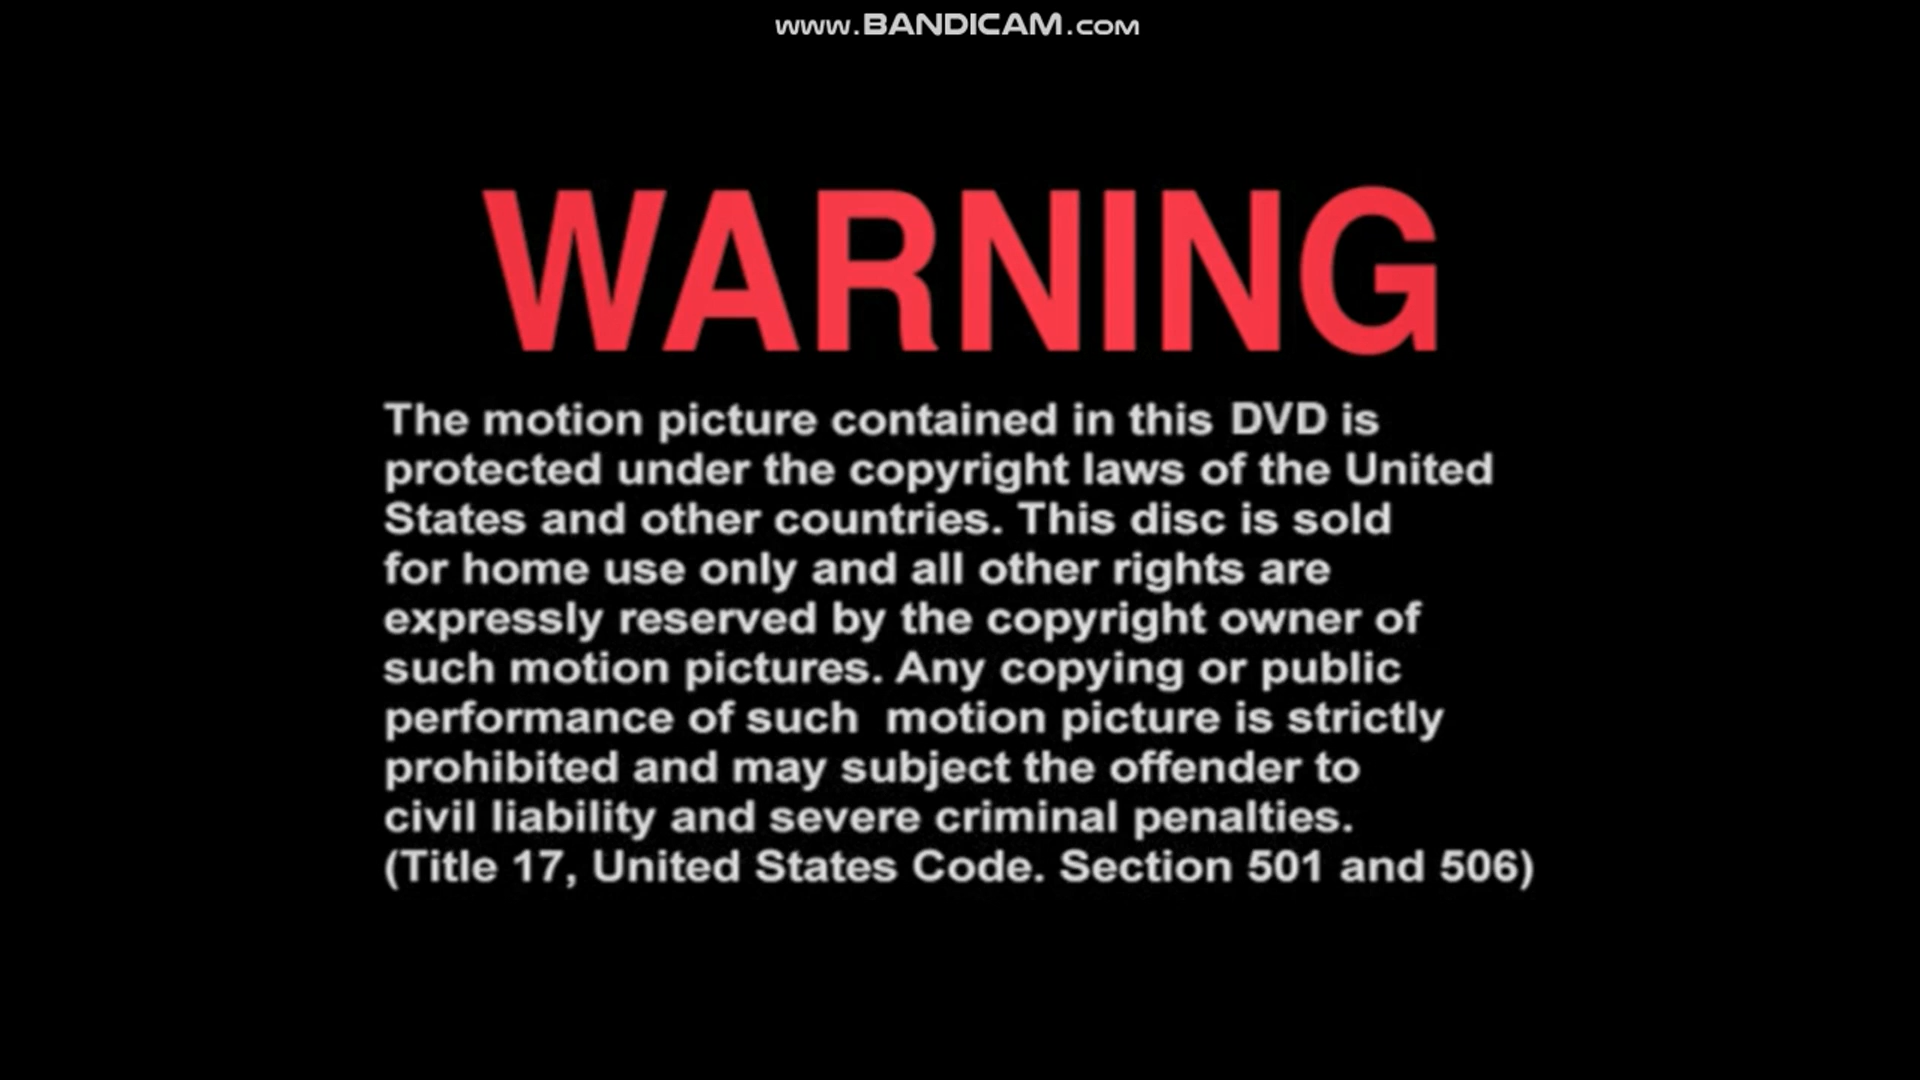 www.BANDICAM.com
WARNING
The motion picture contained in this DVD is
protected under the copyright laws of the United
States and other countries. This disc is sold
for home use only and all other rights are
expressly reserved by the copyright owner of
such motion pictures. Any copying or public
performance of such  motion picture is strictly
prohibited and may subject the offender to
civil liability and severe criminal penalties.
(Title 17, United States Code. Section 501 and 506)